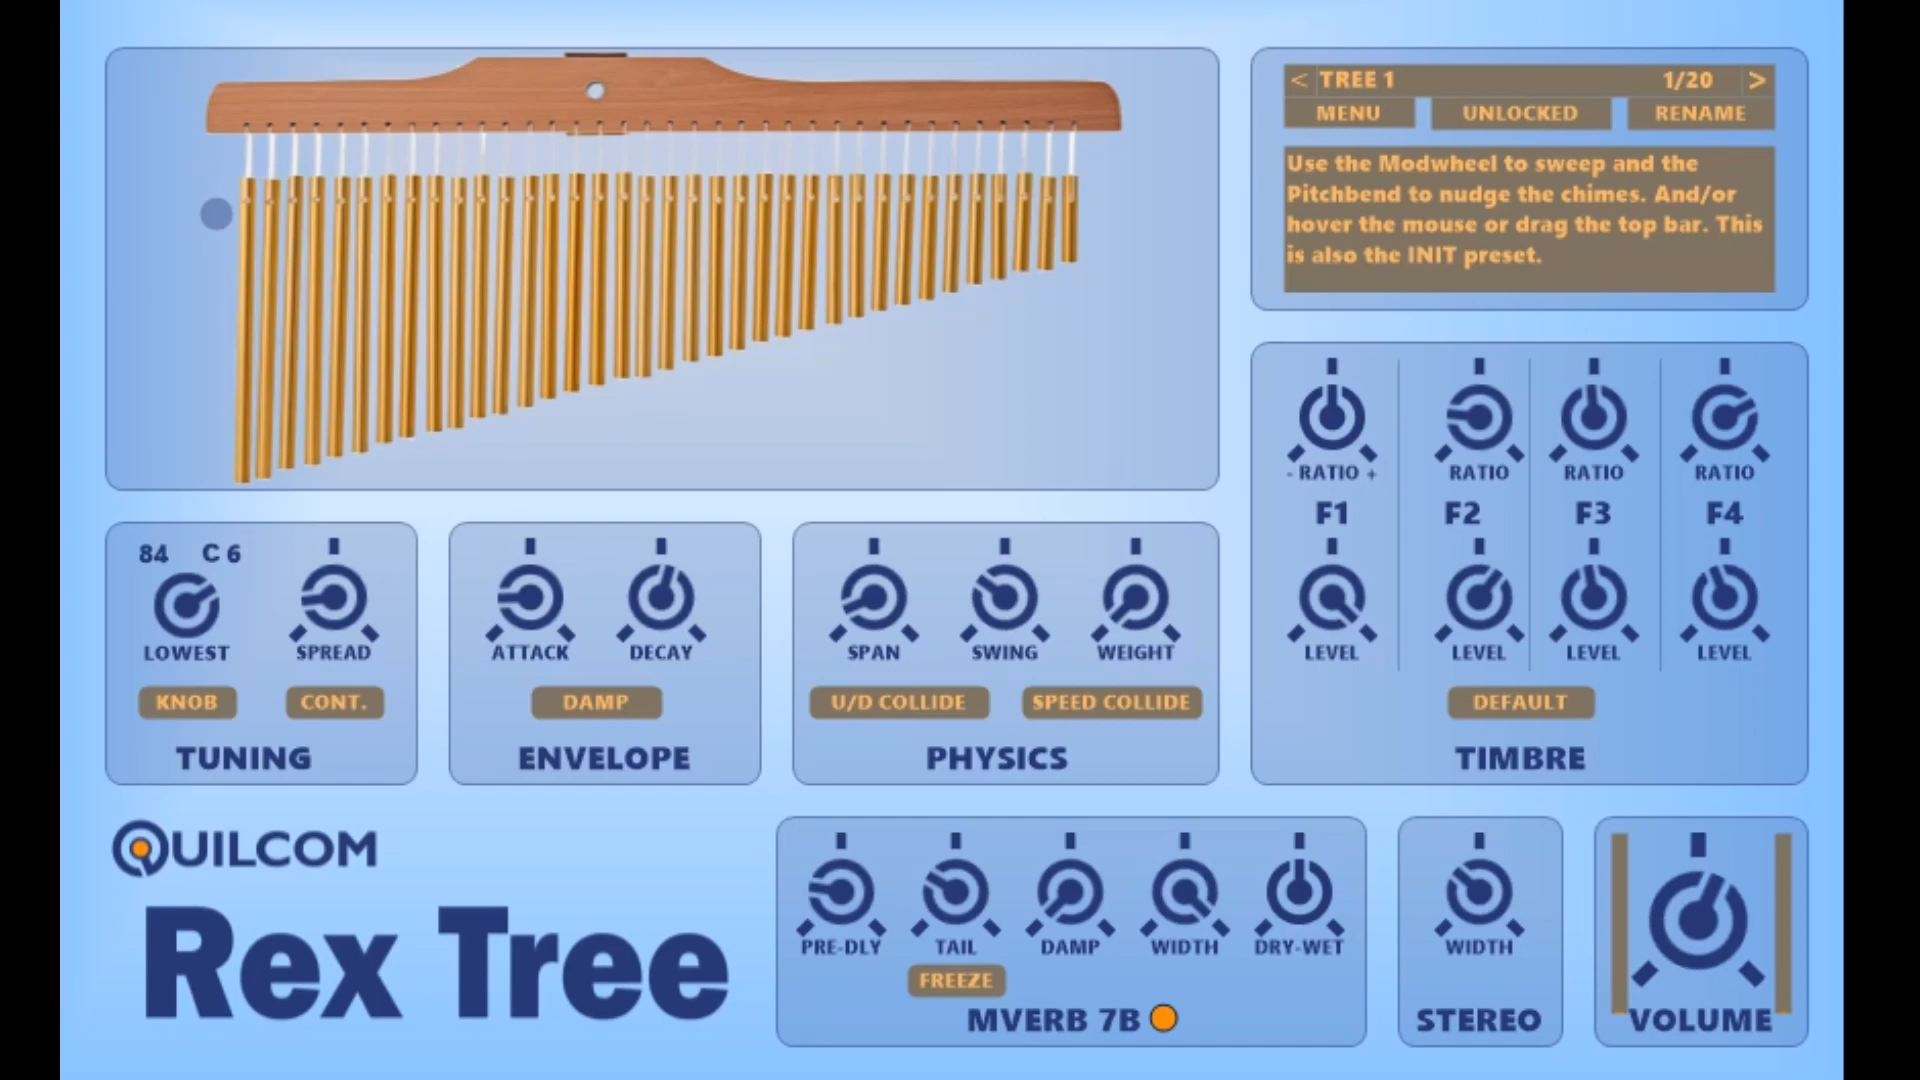 < TREE 1 1/20 >
MENU UNLOCKED RENAME
Use the Modwheel to sweep and the
Pitchbend to nudge the chimes. And/or
hover the mouse or drag the top bar. This
is also the INIT preset.
- RATIO + RATIO RATIO RATIO
F1 F2 F3 F4
LEVEL LEVEL LEVEL LEVEL
DEFAULT
TIMBRE
84 C 6
LOWEST SPREAD
KNOB CONT.
TUNING
ATTACK DECAY
DAMP
ENVELOPE
SPAN SWING WEIGHT
U/D COLLIDE SPEED COLLIDE
PHYSICS
QUILCOM
Rex Tree
PRE-DLY TAIL DAMP WIDTH DRY-WET
FREEZE
MVERB 7B
WIDTH
STEREO
VOLUME